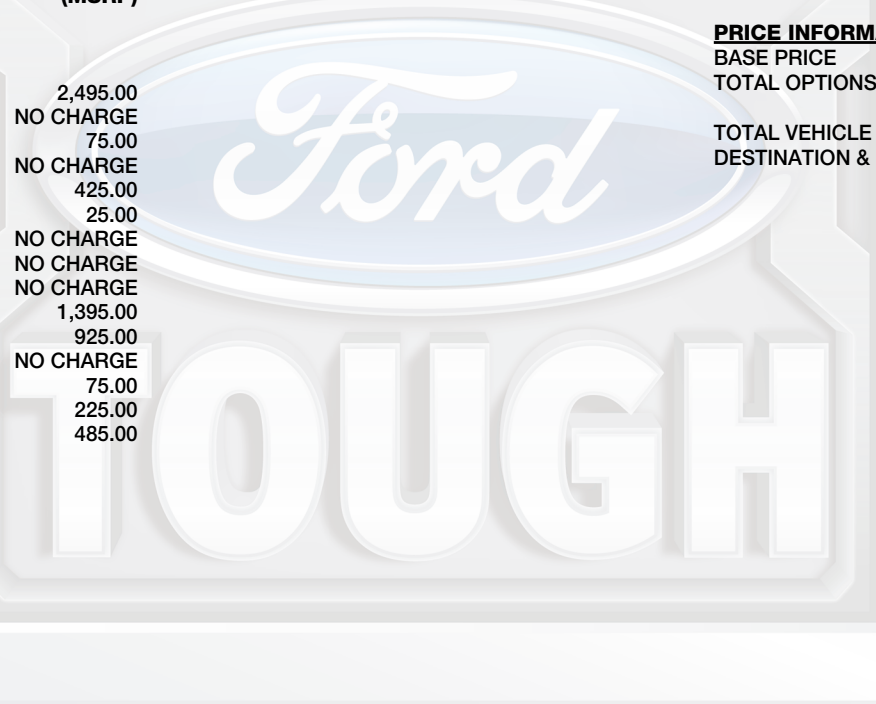 (MSRP)
2,495.00
NO CHARGE
75.00
NO CHARGE
425.00
25.00
NO CHARGE
NO CHARGE
NO CHARGE
1,395.00
925.00
NO CHARGE
75.00
225.00
485.00
PRICE INFORMA
BASE PRICE
TOTAL OPTIONS
TOTAL VEHICLE
DESTINATION &
Ford
TOUGH